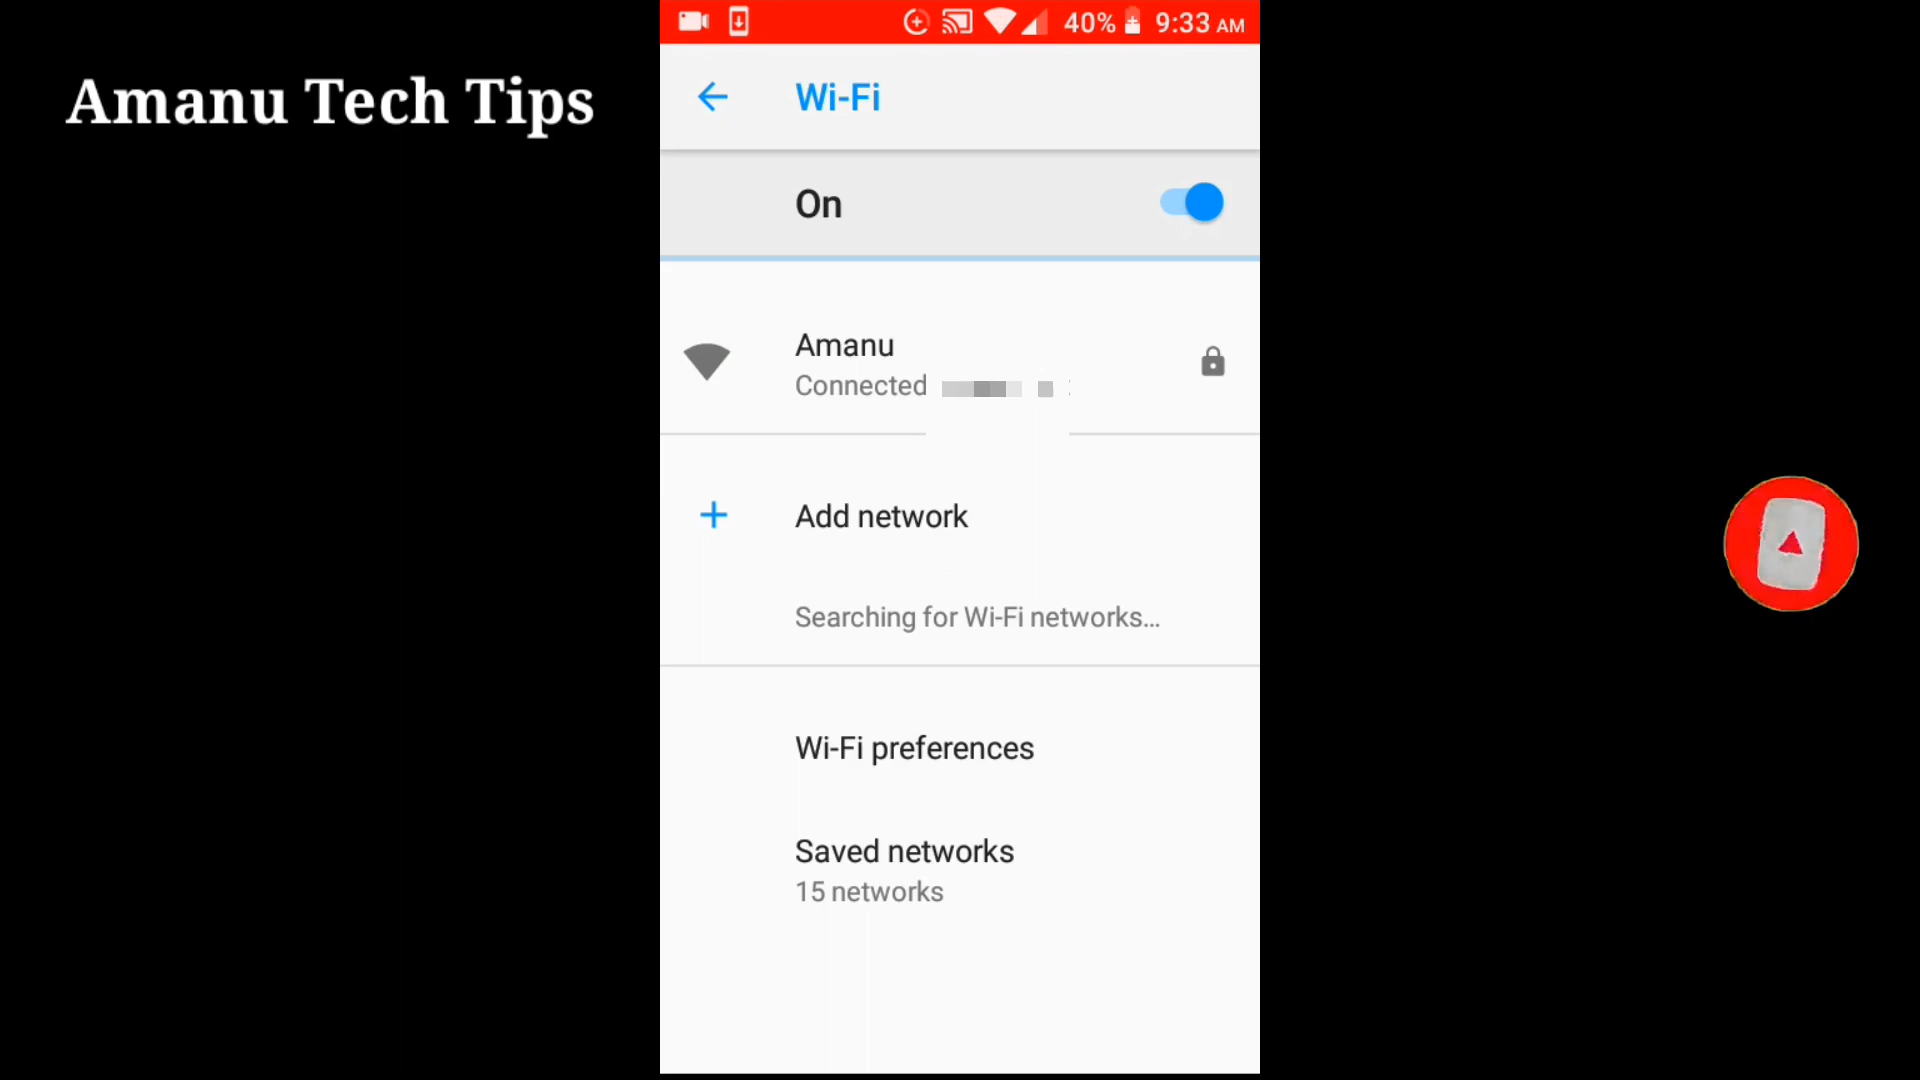 Amanu Tech Tips
40% 9:33 AM
Wi-Fi
On
Amanu
Connected
Add network
Searching for Wi-Fi networks...
Wi-Fi preferences
Saved networks
15 networks